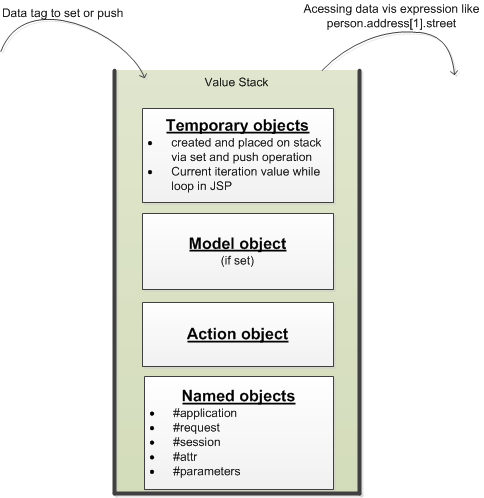 Data tag to set or push
Acessing data vis expression like
person.address[1].street
Value Stack
Temporary objects
• created and placed on stack
via set and push operation
• Current iteration value while
loop in JSP
Model object
(if set)
Action object
Named objects
• #application
• #request
• #session
• #attr
• #parameters